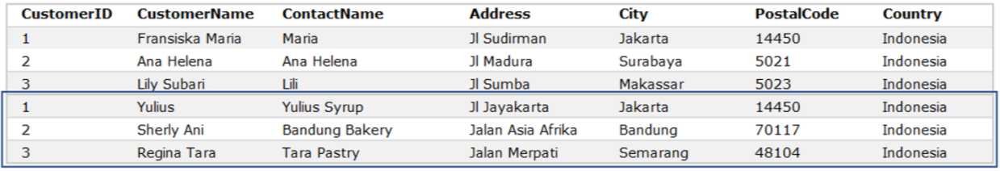 CustomerID CustomerName ContactName Address City PostalCode Country
1 Fransiska Maria Maria Jl Sudirman Jakarta 14450 Indonesia
2 Ana Helena Ana Helena Jl Madura Surabaya 5021 Indonesia
3 Lily Subari Lili Jl Sumba Makassar 5023 Indonesia
1 Yulius Yulius Syrup Jl Jayakarta Jakarta 14450 Indonesia
2 Sherly Ani Bandung Bakery Jalan Asia Afrika Bandung 70117 Indonesia
3 Regina Tara Tara Pastry Jalan Merpati Semarang 48104 Indonesia